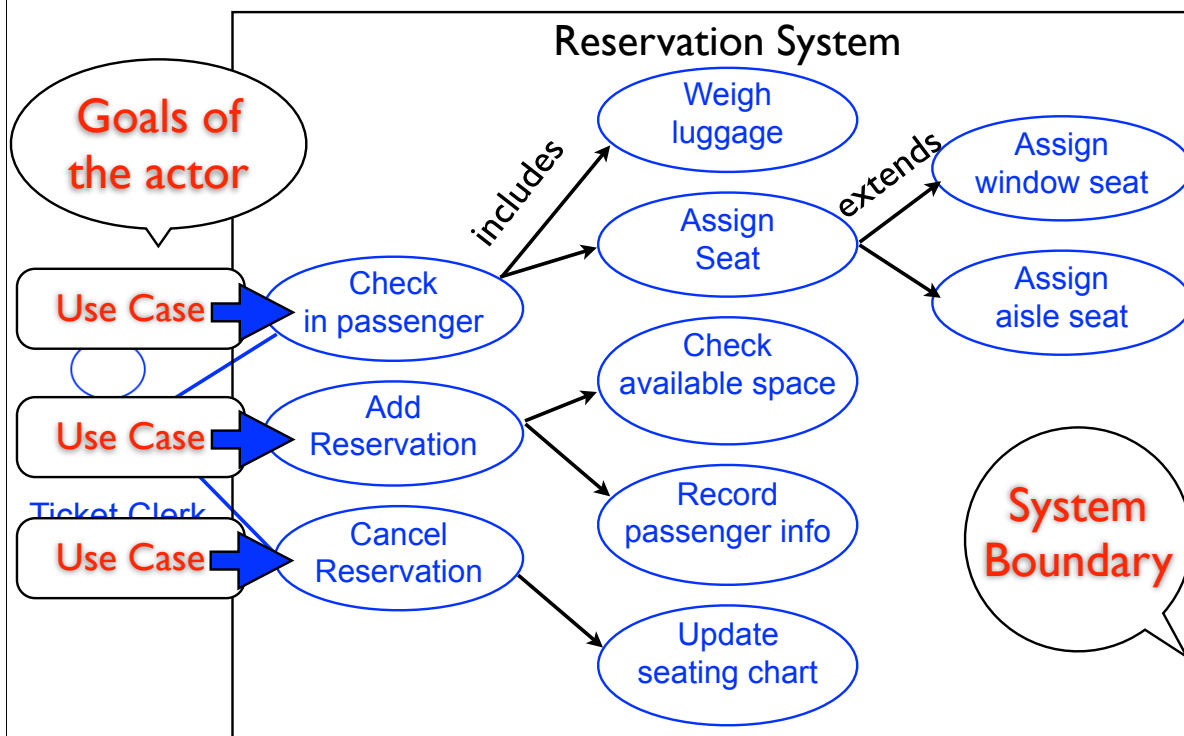 Reservation System
Goals of
the actor
Weigh
luggage
includes
Assign
Seat
extends
Assign
window seat
Assign
aisle seat
Use Case
Check
in passenger
Check
available space
Use Case
Add
Reservation
Record
passenger info
Ticket Clerk
Use Case
Cancel
Reservation
Update
seating chart
System
Boundary